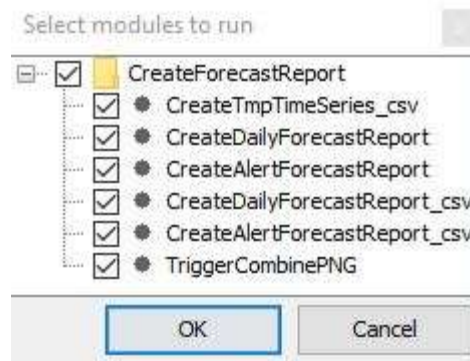 Select modules to run
CreateForecastReport
CreateTmpTimeSeries_csv
CreateDailyForecastReport
CreateAlertForecastReport
CreateDailyForecastReport_csv
CreateAlertForecastReport_csv
TriggerCombinePNG
OK Cancel